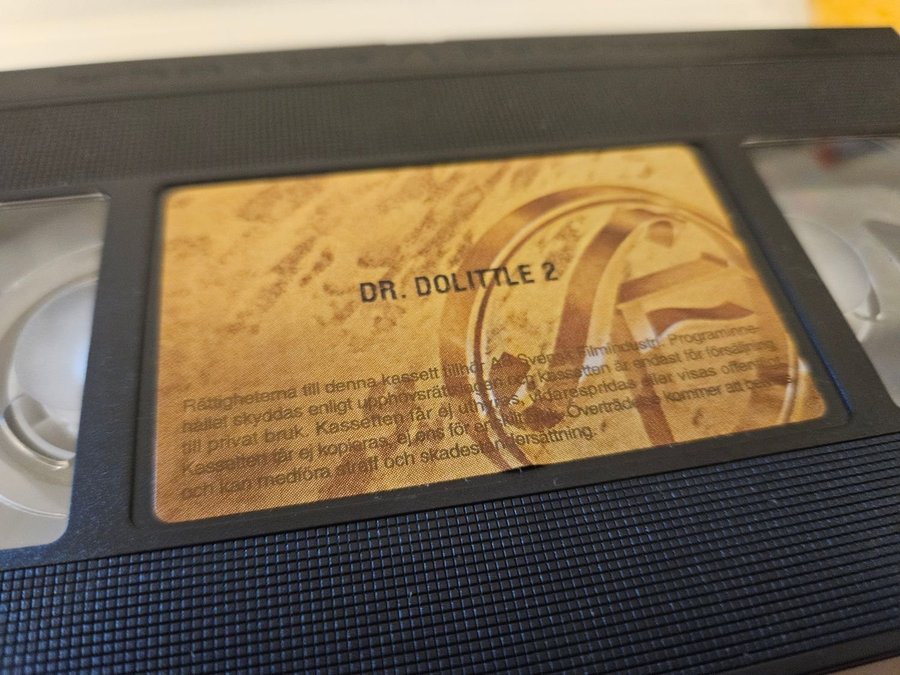 DR. DOLITTLE 2
Rättigheterna till denna kassett tillhör AB Svensk Filmindustri. Programinne-
hållet skyddas enligt upphovsrättslagen och kassetten är endast för försäljning
till privat bruk. Kassetten får ej uthyras, vidarespridas eller visas offentligt.
Kassetten får ej kopieras, ej ens för enskilt bruk. Överträdelse kommer att beivras
och kan medföra straff och skadeståndersättning.